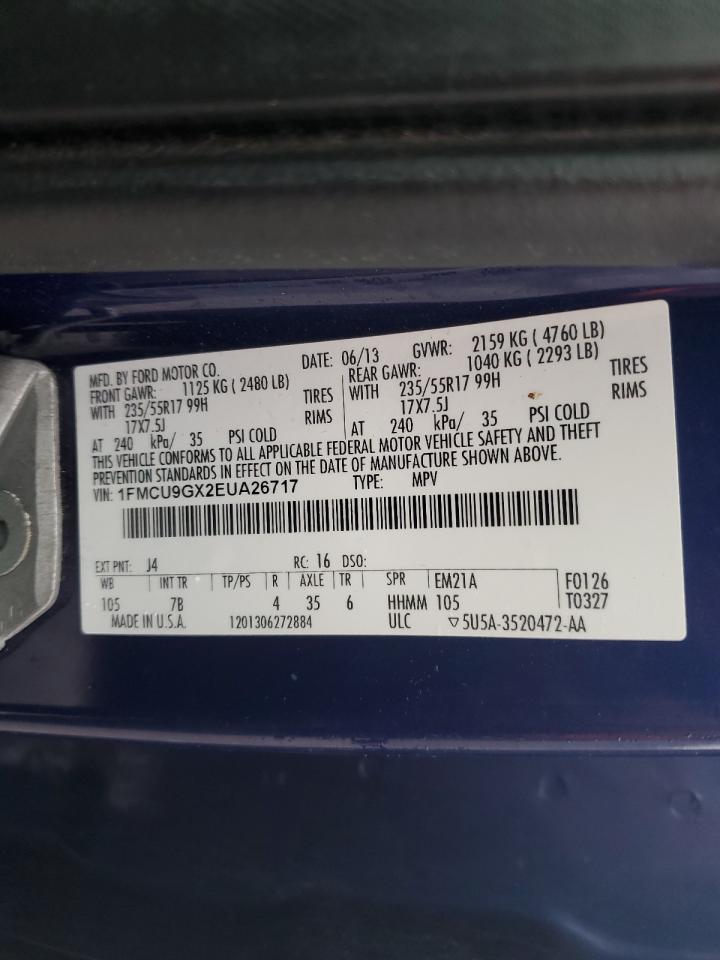 MFD. BY FORD MOTOR CO. DATE: 06/13 GVWR: 2159 KG ( 4760 LB)
FRONT GAWR: 1125 KG ( 2480 LB) REAR GAWR: 1040 KG ( 2293 LB)
WITH 235/55R17 99H TIRES WITH 235/55R17 99H TIRES
17X7.5J RIMS 17X7.5J RIMS
AT 240 kPa/ 35 PSI COLD AT 240 kPa/ 35 PSI COLD
THIS VEHICLE CONFORMS TO ALL APPLICABLE FEDERAL MOTOR VEHICLE SAFETY AND THEFT
PREVENTION STANDARDS IN EFFECT ON THE DATE OF MANUFACTURE SHOWN ABOVE.
VIN: 1FMCU9GX2EUA26717 TYPE: MPV
EXT PNT: J4 RC: 16 DSO:
WB INT TR TP/PS R AXLE TR SPR EM21A F0126
105 7B 4 35 6 HHMM 105 T0327
MADE IN U.S.A. 1201306272884 ULC ▽5U5A-3520472-AA